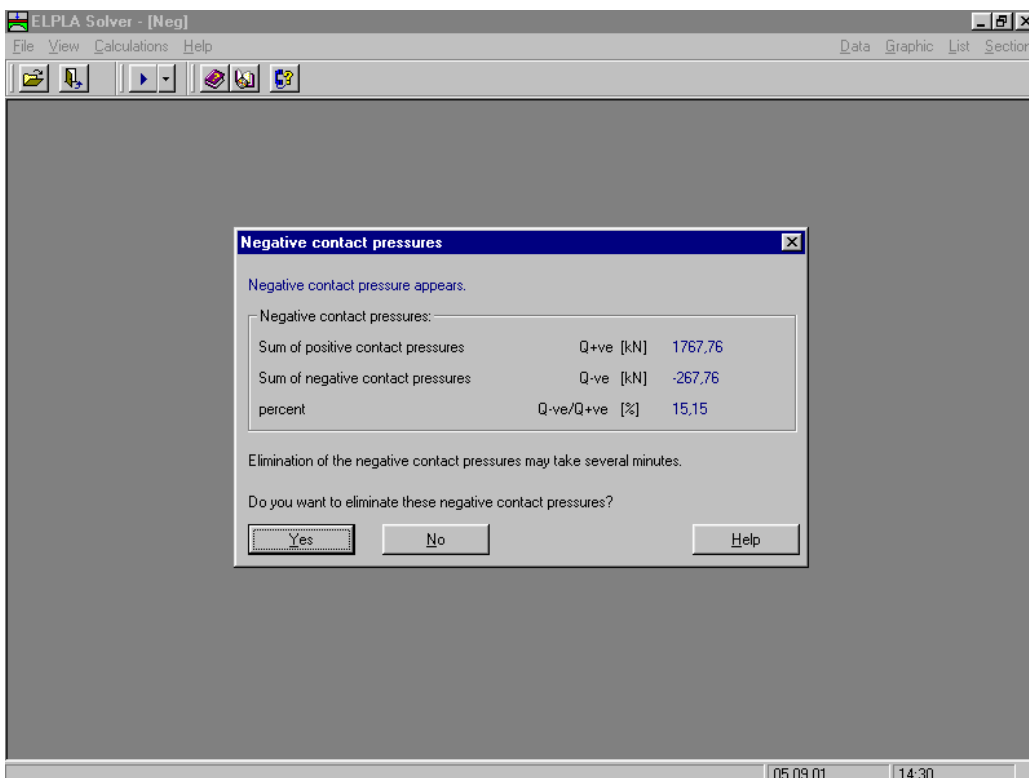 ELPLA Solver - [Neg]
File View Calculations Help Data Graphic List Section
Negative contact pressures
Negative contact pressure appears.
Negative contact pressures:
Sum of positive contact pressures Q+ve [kN] 1767,76
Sum of negative contact pressures Q-ve [kN] -267,76
percent Q-ve/Q+ve [%] 15,15
Elimination of the negative contact pressures may take several minutes.
Do you want to eliminate these negative contact pressures?
Yes No Help
05.09.01 14:30